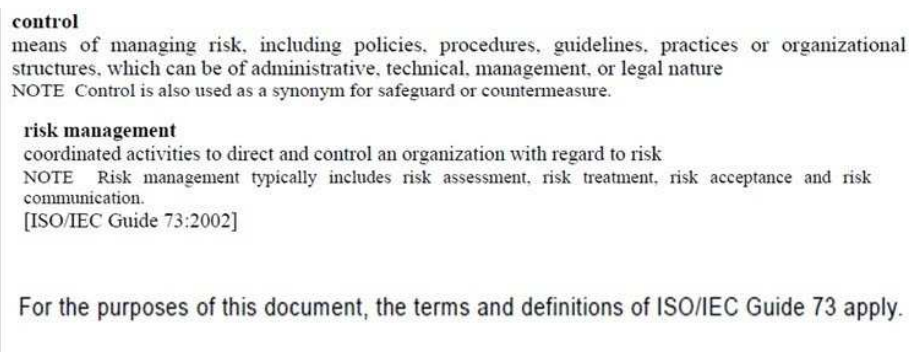 control
means of managing risk, including policies, procedures, guidelines, practices or organizational
structures, which can be of administrative, technical, management, or legal nature
NOTE Control is also used as a synonym for safeguard or countermeasure.
risk management
coordinated activities to direct and control an organization with regard to risk
NOTE Risk management typically includes risk assessment, risk treatment, risk acceptance and risk
communication.
[ISO/IEC Guide 73:2002]
For the purposes of this document, the terms and definitions of ISO/IEC Guide 73 apply.